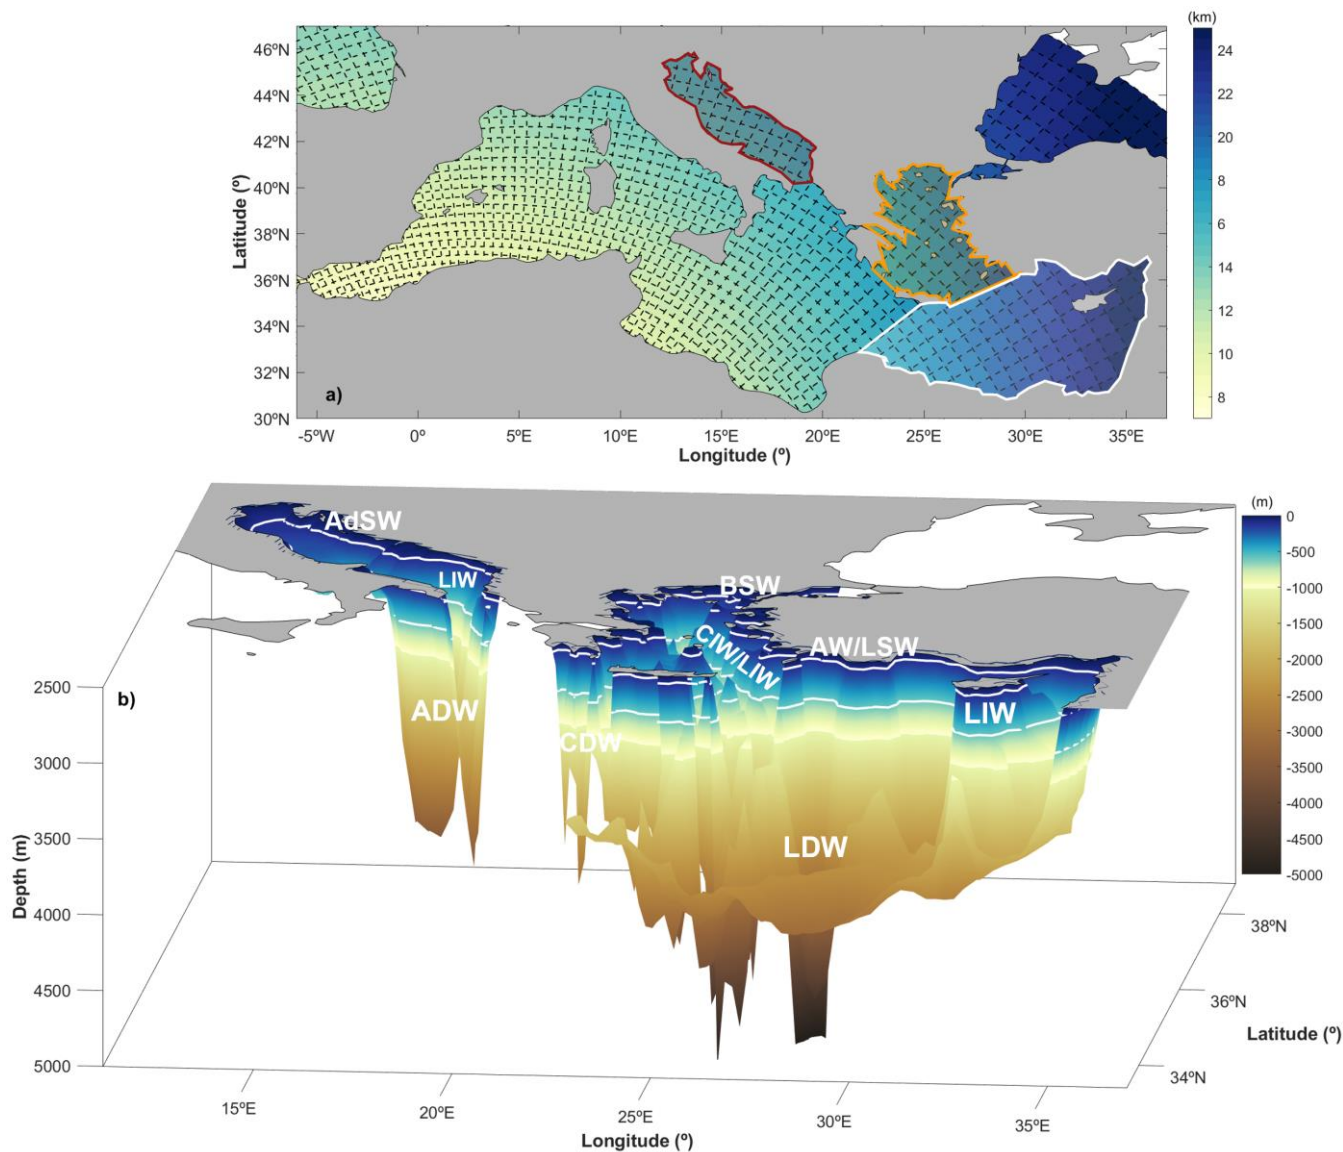 (km)
46ºN
44ºN
42ºN
40ºN
38ºN
36ºN
34ºN
32ºN
30ºN
Latitude (º)
a)
-5ºW
0º
5ºE
10ºE
15ºE
20ºE
25ºE
30ºE
35ºE
Longitude (º)
24
22
20
18
6
14
12
10
8
(m)
0
-500
-1000
-1500
-2000
-2500
-3000
-3500
-4000
-4500
-5000
AdSW
LIW
BSW
CIW/LIW
AW/LSW
LIW
ADW
CDW
LDW
b)
2500
3000
3500
4000
4500
5000
Depth (m)
38ºN
36ºN
34ºN
Latitude (º)
15ºE
20ºE
25ºE
30ºE
35ºE
Longitude (º)